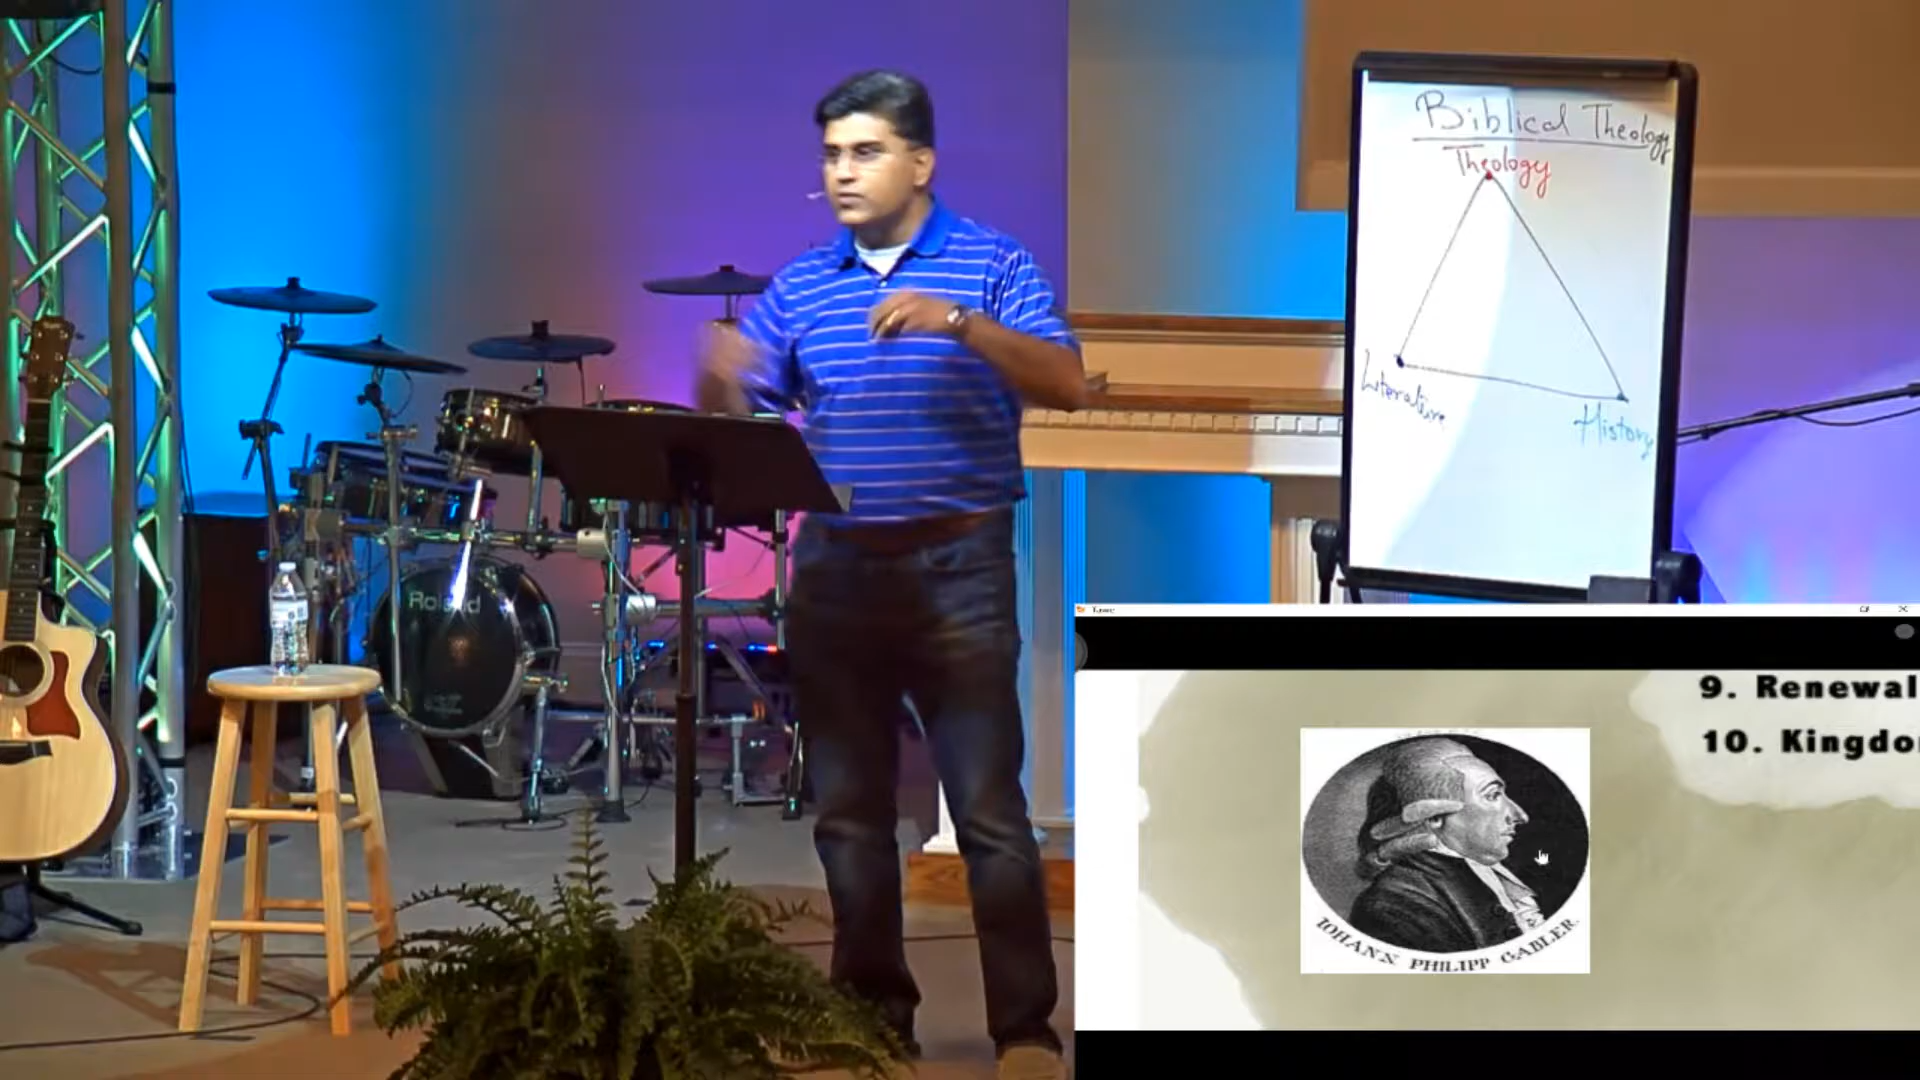 Biblical Theology
Theology
Literature
History
Roland
9. Renewal
10. Kingdo
IOHANN PHILIPP GABLER.